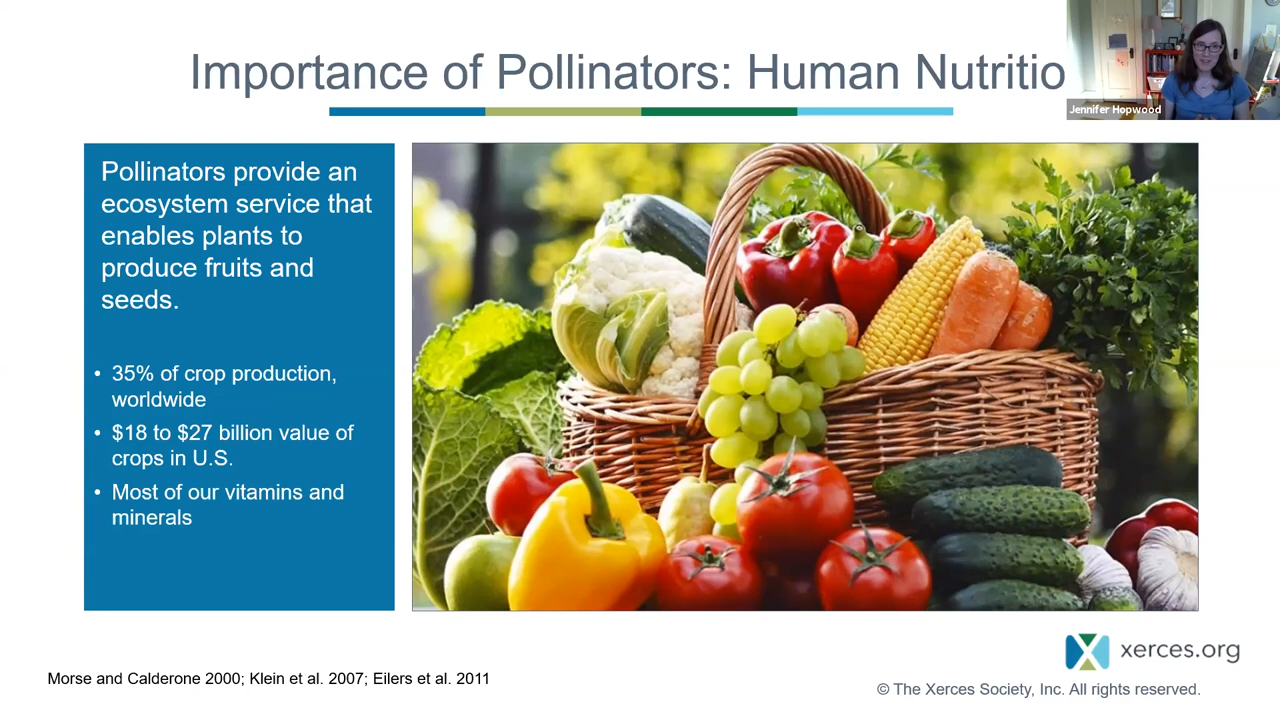 Importance of Pollinators: Human Nutritio
Jennifer Hopwood
Pollinators provide an
ecosystem service that
enables plants to
produce fruits and
seeds.
• 35% of crop production,
worldwide
• $18 to $27 billion value of
crops in U.S.
• Most of our vitamins and
minerals
xerces.org
Morse and Calderone 2000; Klein et al. 2007; Eilers et al. 2011
© The Xerces Society, Inc. All rights reserved.